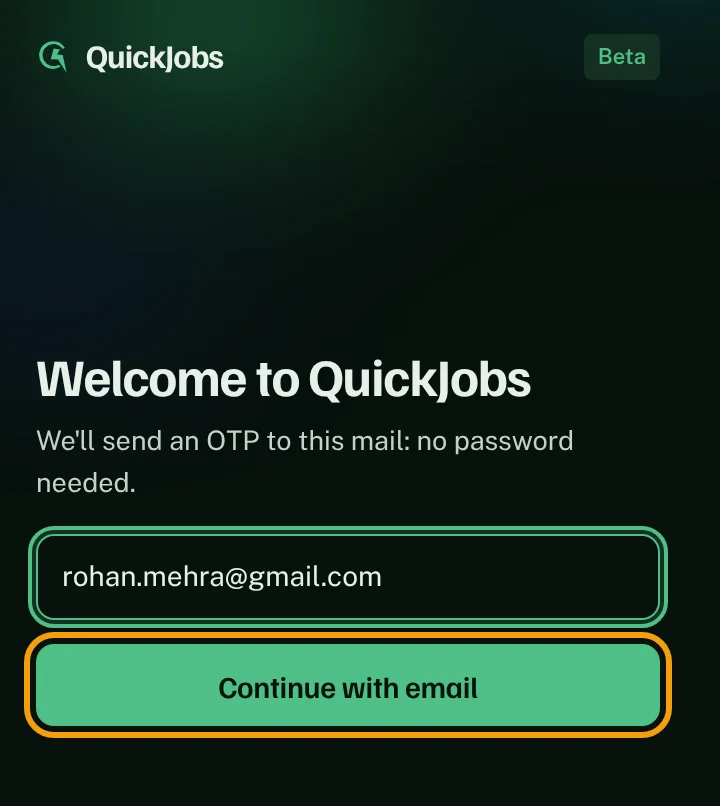 QuickJobs
Beta
Welcome to QuickJobs
We'll send an OTP to this mail: no password
needed.
rohan.mehra@gmail.com
Continue with email